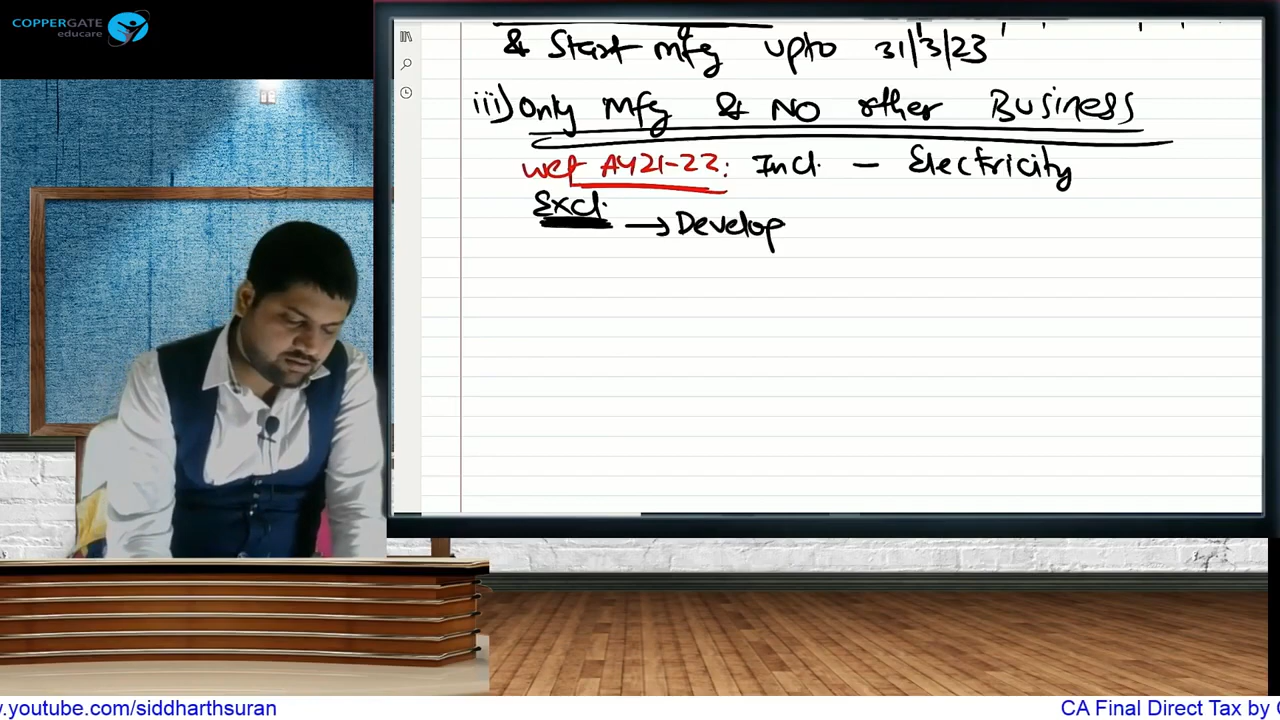 COPPERGATE
educare
& Start mfg upto 31/3/23
iii) Only Mfg & NO other Business
wef AY21-22: Incl. – Electricity
Excl.
→ Develop
.youtube.com/siddharthsuran
CA Final Direct Tax by